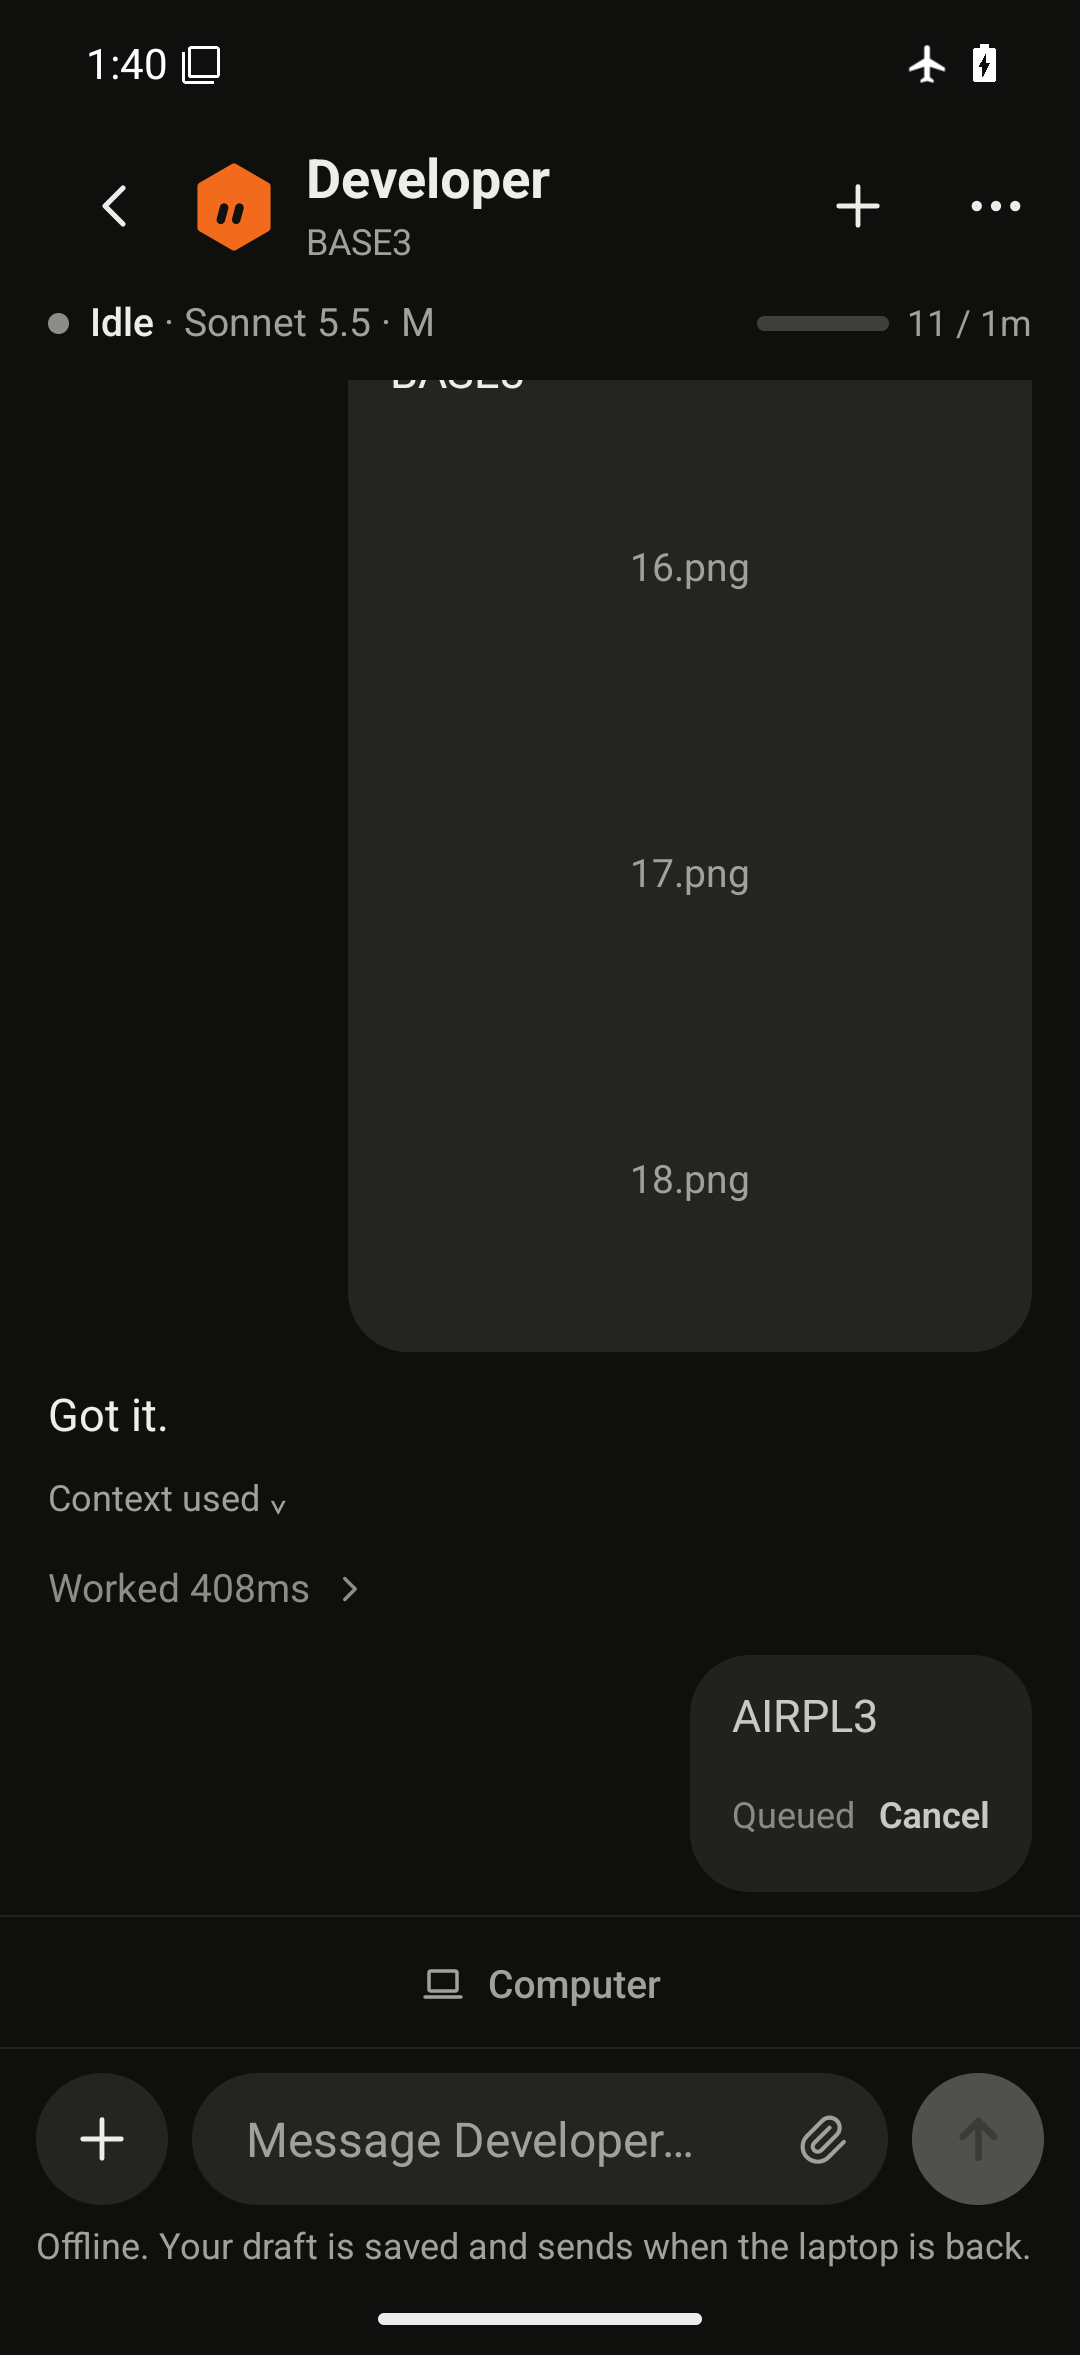 1:40
Developer
BASE3
Idle · Sonnet 5.5 · M
11 / 1m
BASE3
16.png
17.png
18.png
Got it.
Context used
Worked 408ms
AIRPL3
Queued Cancel
Computer
Message Developer...
Offline. Your draft is saved and sends when the laptop is back.